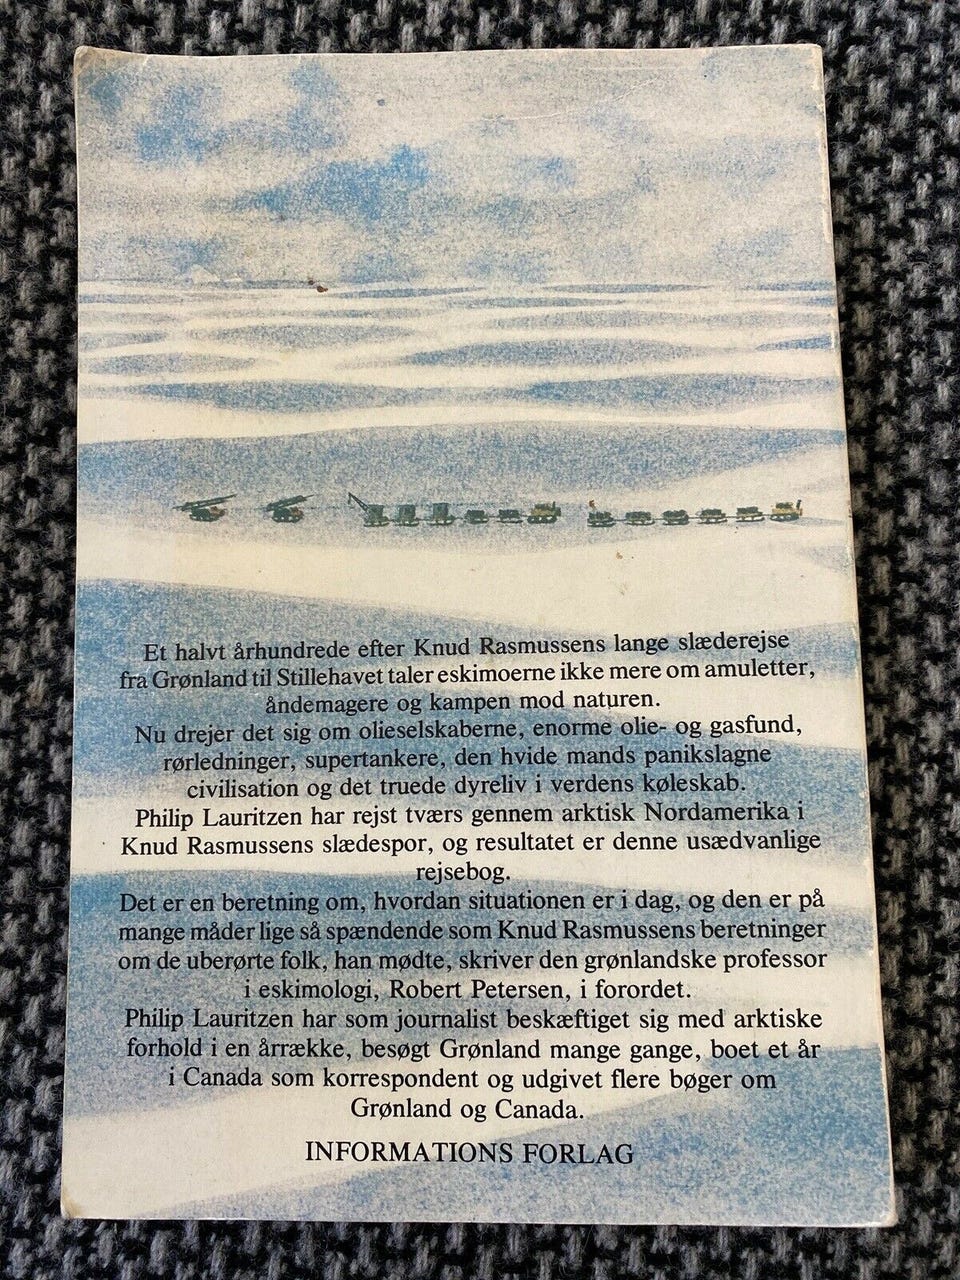 Et halvt århundrede efter Knud Rasmussens lange slæderejse
fra Grønland til Stillehavet taler eskimoerne ikke mere om amuletter,
åndemagere og kampen mod naturen.
Nu drejer det sig om olieselskaberne, enorme olie- og gasfund,
rørledninger, supertankere, den hvide mands panikslagne
civilisation og det truede dyreliv i verdens køleskab.
Philip Lauritzen har rejst tværs gennem arktisk Nordamerika i
Knud Rasmussens slædespor, og resultatet er denne usædvanlige
rejsebog.
Det er en beretning om, hvordan situationen er i dag, og den er på
mange måder lige så spændende som Knud Rasmussens beretninger
om de uberørte folk, han mødte, skriver den grønlandske professor
i eskimologi, Robert Petersen, i forordet.
Philip Lauritzen har som journalist beskæftiget sig med arktiske
forhold i en årrække, besøgt Grønland mange gange, boet et år
i Canada som korrespondent og udgivet flere bøger om
Grønland og Canada.
INFORMATIONS FORLAG